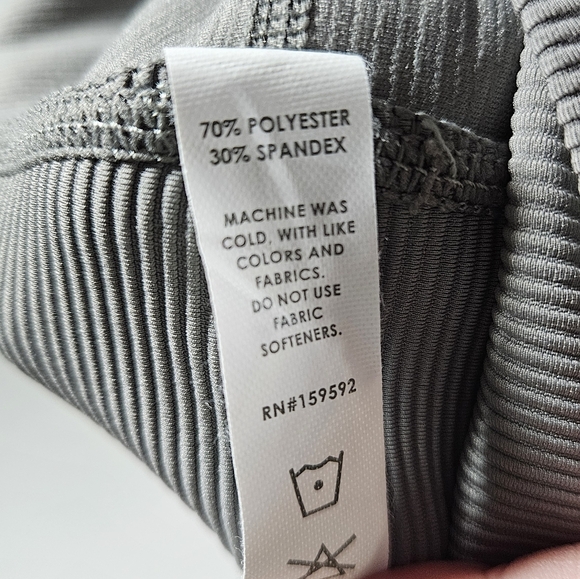 70% POLYESTER
30% SPANDEX
MACHINE WAS
COLD, WITH LIKE
COLORS AND
FABRICS.
DO NOT USE
FABRIC
SOFTENERS.
RN#159592